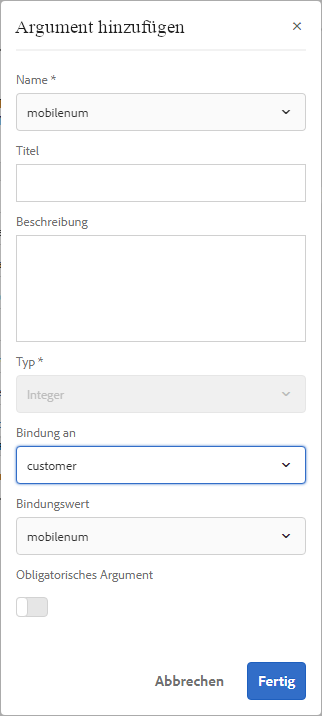 Argument hinzufügen
Name *
mobilenum
Titel
Beschreibung
Typ *
Integer
Bindung an
customer
Bindungswert
mobilenum
Obligatorisches Argument
Abbrechen Fertig